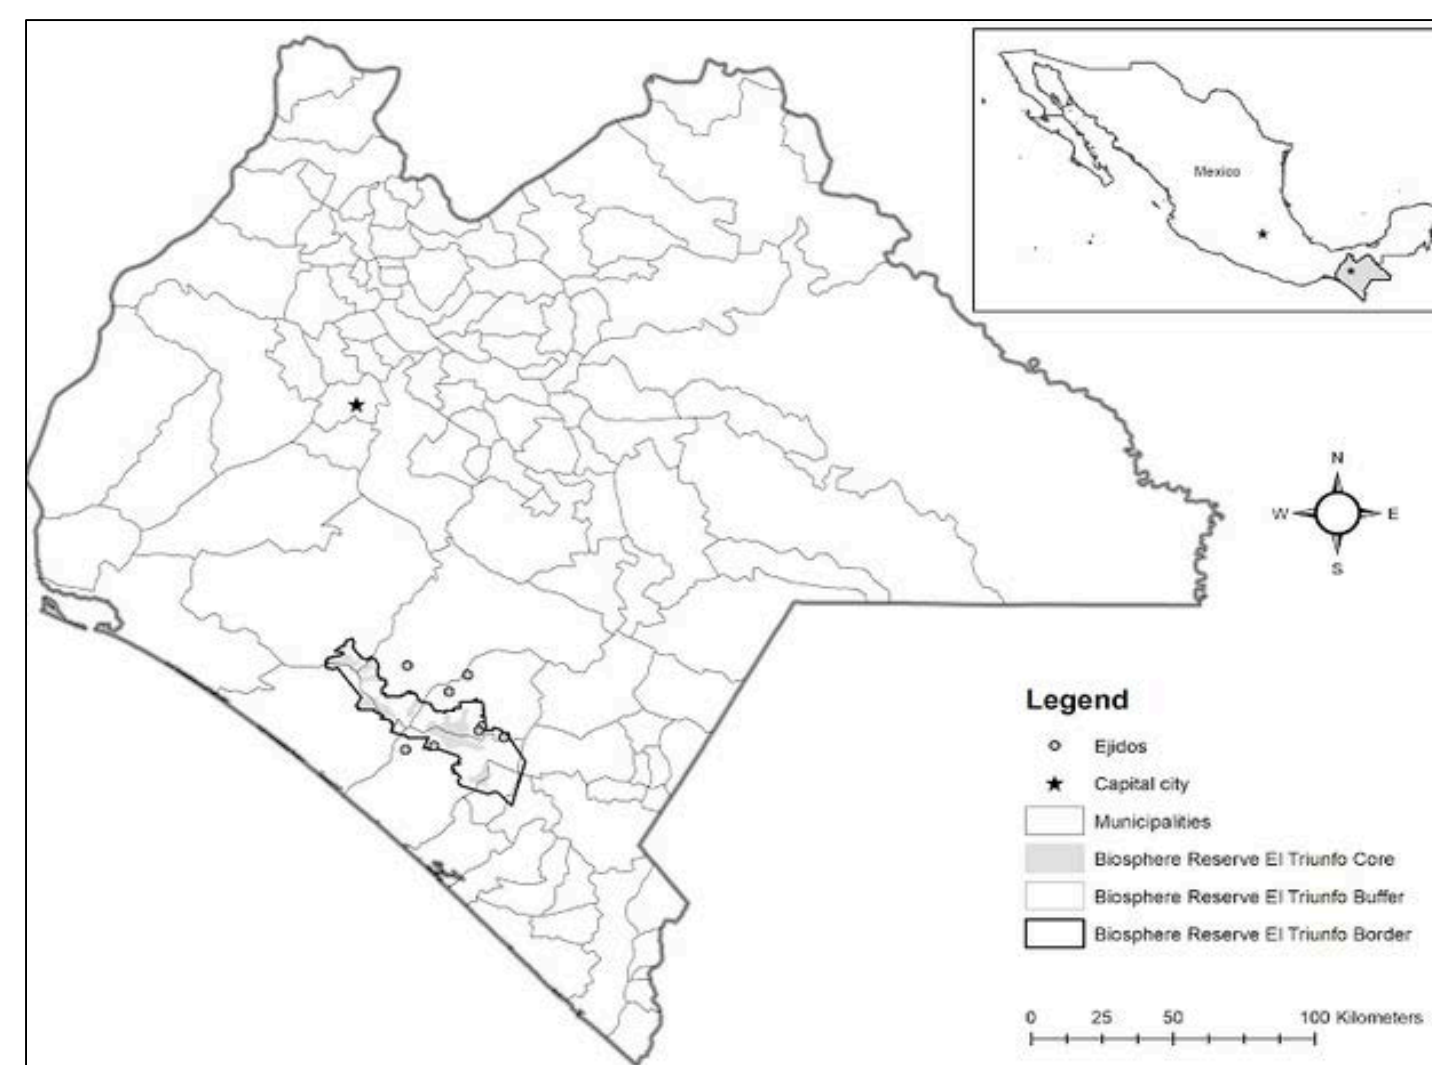 Mexico
N
W E
S
Legend
Ejidos
Capital city
Municipalities
Biosphere Reserve El Triunfo Core
Biosphere Reserve El Triunfo Buffer
Biosphere Reserve El Triunfo Border
0 25 50 100 Kilometers